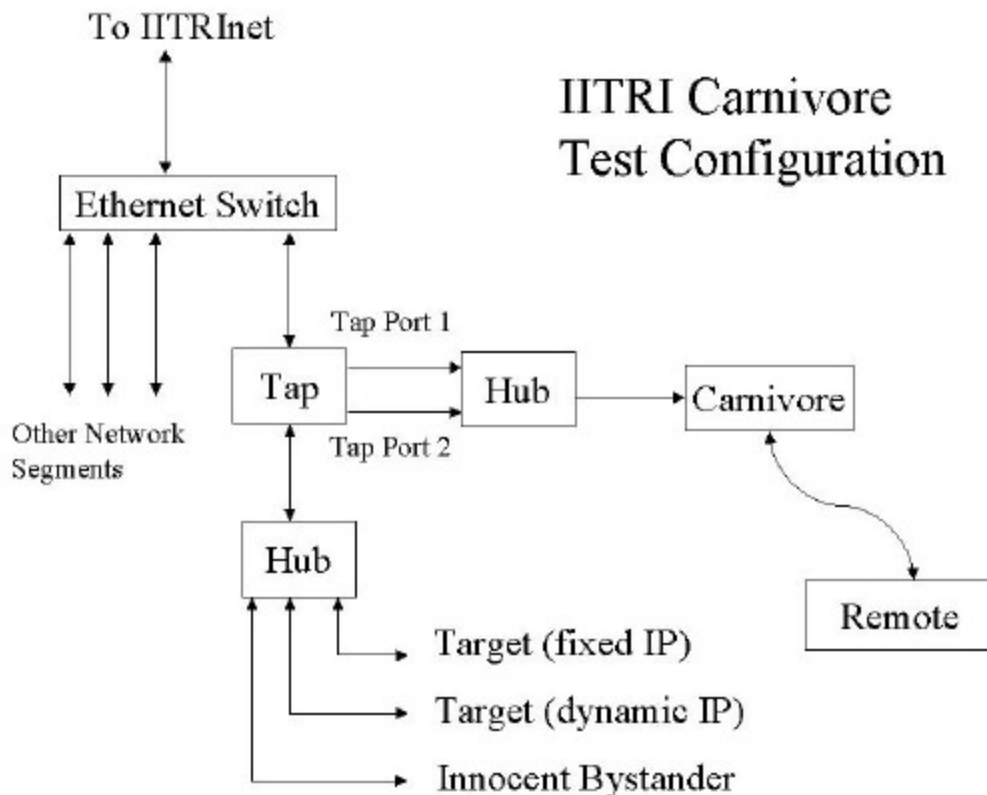 To IITRInet
IITRI Carnivore
Test Configuration
Ethernet Switch
Tap Port 1
Tap
Hub
Carnivore
Tap Port 2
Other Network
Segments
Hub
Remote
Target (fixed IP)
Target (dynamic IP)
Innocent Bystander